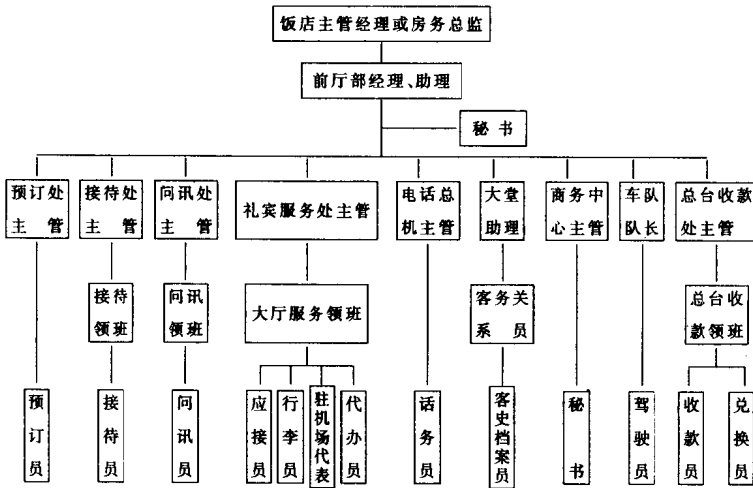 饭店主管经理或房务总监
前厅部经理、助理
秘书
预订处
主管
接待处
主管
问讯处
主管
礼宾服务处主管
电话总
机主管
大堂
助理
商务中
心主管
车队
队长
总台收款
处主管
接待
领班
问讯
领班
大厅服务领班
客务关
系员
总台收
款领班
预订员
接待员
问讯员
应接员
行李员
驻机场代表
代办员
话务员
客史档案员
秘书
驾驶员
收款员
兑换员